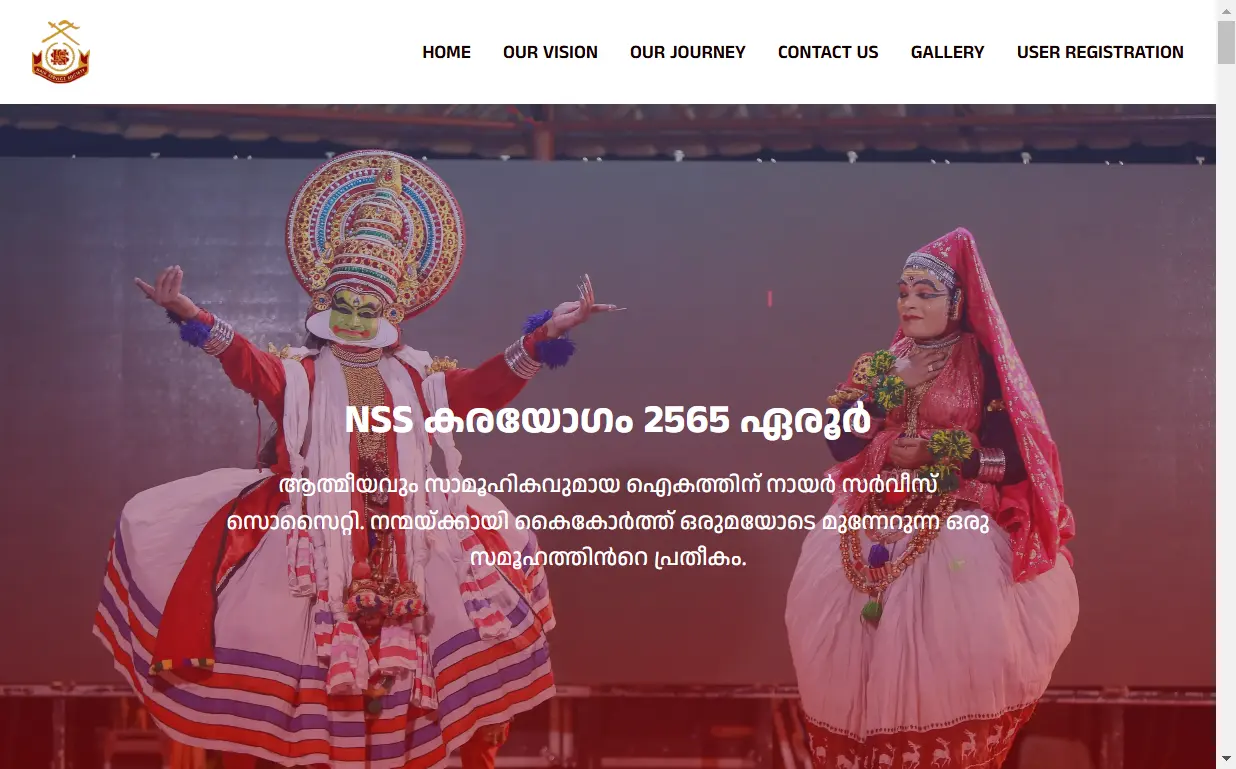 HOME
OUR VISION
OUR JOURNEY
CONTACT US
GALLERY
USER REGISTRATION
NSS കരയോഗം 2565 ഏരൂർ
ആത്മീയവും സാമൂഹികവുമായ ഐകത്തിന് നായർ സർവീസ്
സൊസൈറ്റി. നന്മയ്ക്കായി കൈകോർത്ത് ഒരുമയോടെ മുന്നേറുന്ന ഒരു
സമൂഹത്തിൻറെ പ്രതീകം.